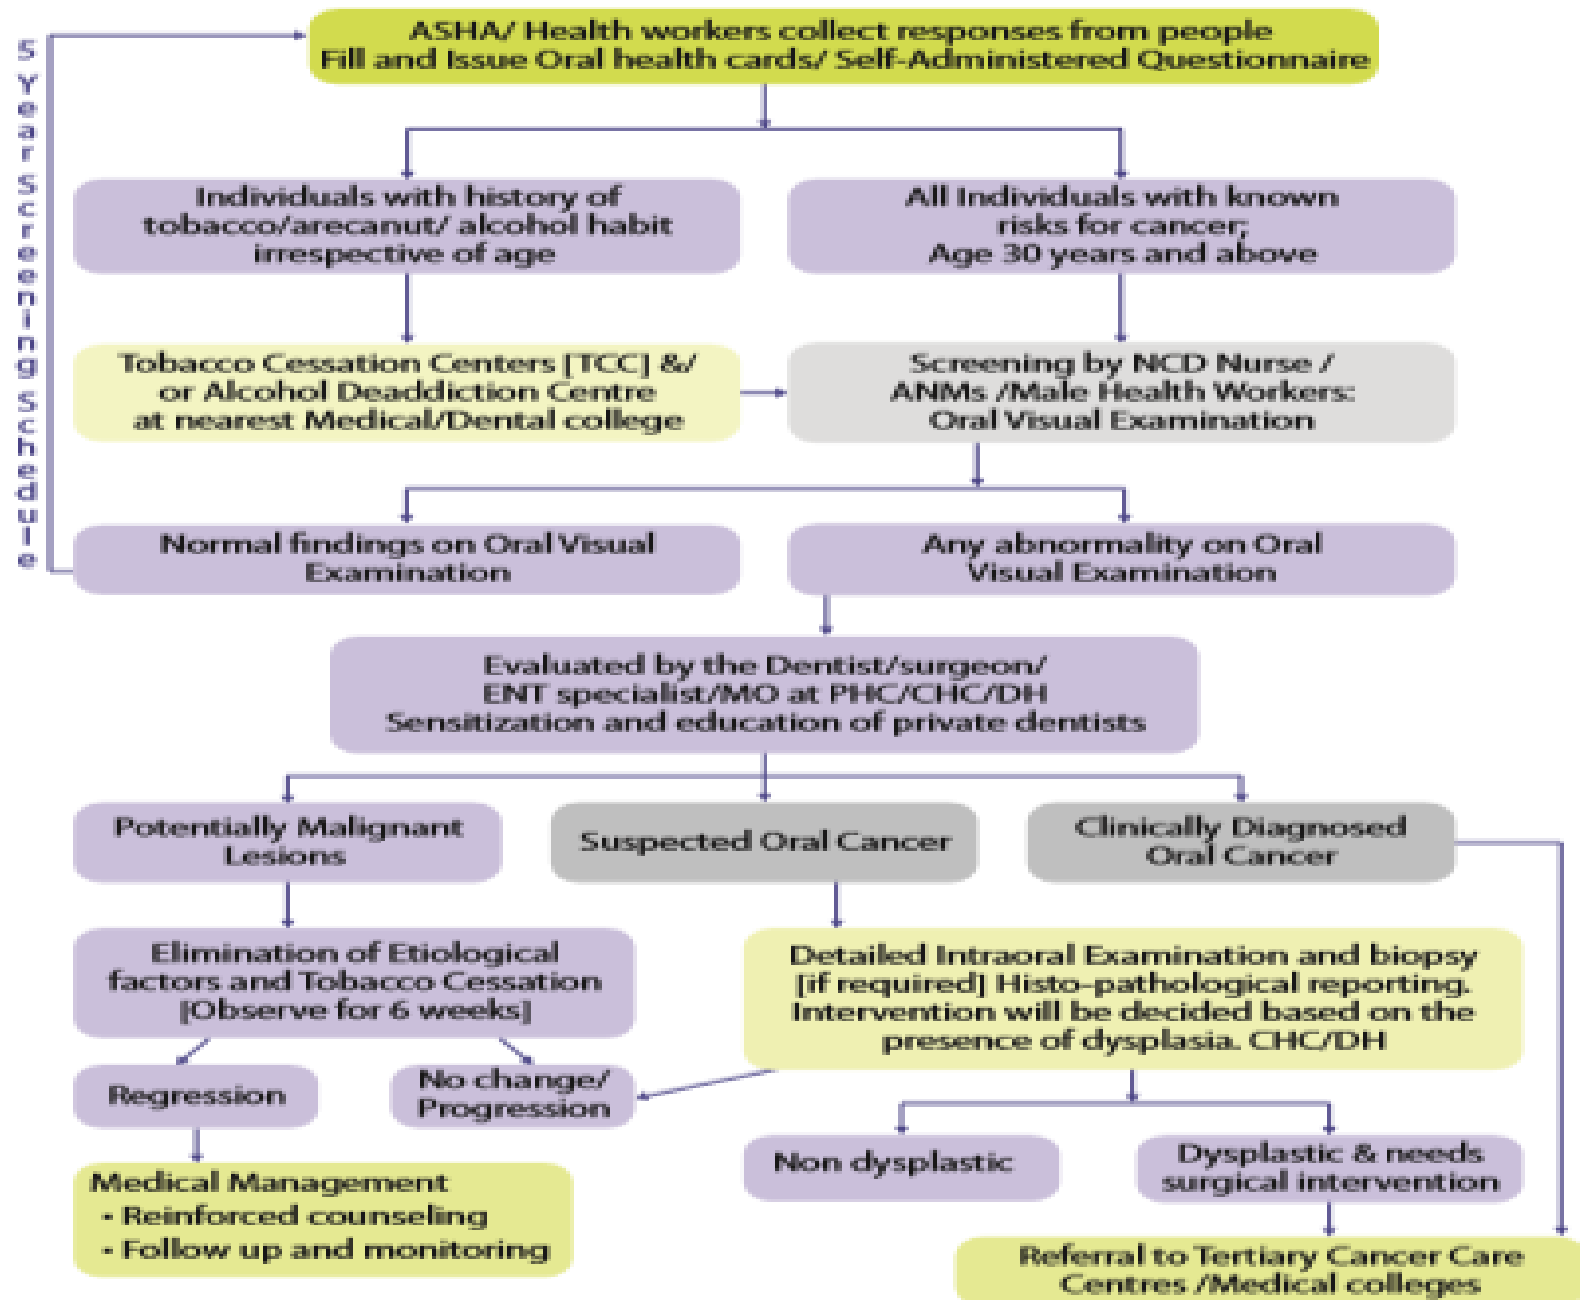 ASHA/ Health workers collect responses from people
Fill and Issue Oral health cards/ Self-Administered Questionnaire
5 Year Screening Schedule
Individuals with history of
tobacco/arecanut/ alcohol habit
irrespective of age
All Individuals with known
risks for cancer;
Age 30 years and above
Tobacco Cessation Centers [TCC] &/
or Alcohol Deaddiction Centre
at nearest Medical/Dental college
Screening by NCD Nurse /
ANMs /Male Health Workers:
Oral Visual Examination
Normal findings on Oral Visual
Examination
Any abnormality on Oral
Visual Examination
Evaluated by the Dentist/surgeon/
ENT specialist/MO at PHC/CHC/DH
Sensitization and education of private dentists
Potentially Malignant
Lesions
Suspected Oral Cancer
Clinically Diagnosed
Oral Cancer
Elimination of Etiological
factors and Tobacco Cessation
[Observe for 6 weeks]
Detailed Intraoral Examination and biopsy
[if required] Histo-pathological reporting.
Intervention will be decided based on the
presence of dysplasia. CHC/DH
Regression
No change/
Progression
Non dysplastic
Dysplastic & needs
surgical intervention
Medical Management
- Reinforced counseling
- Follow up and monitoring
Referral to Tertiary Cancer Care
Centres /Medical colleges